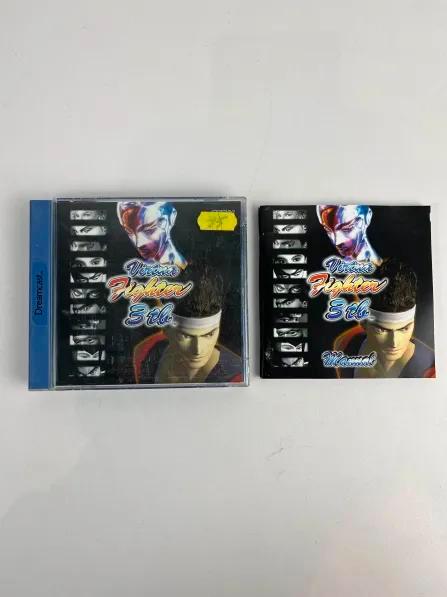 Dreamcast
Virtua
Fighter
3tb
Virtua
Fighter
3tb
Manual